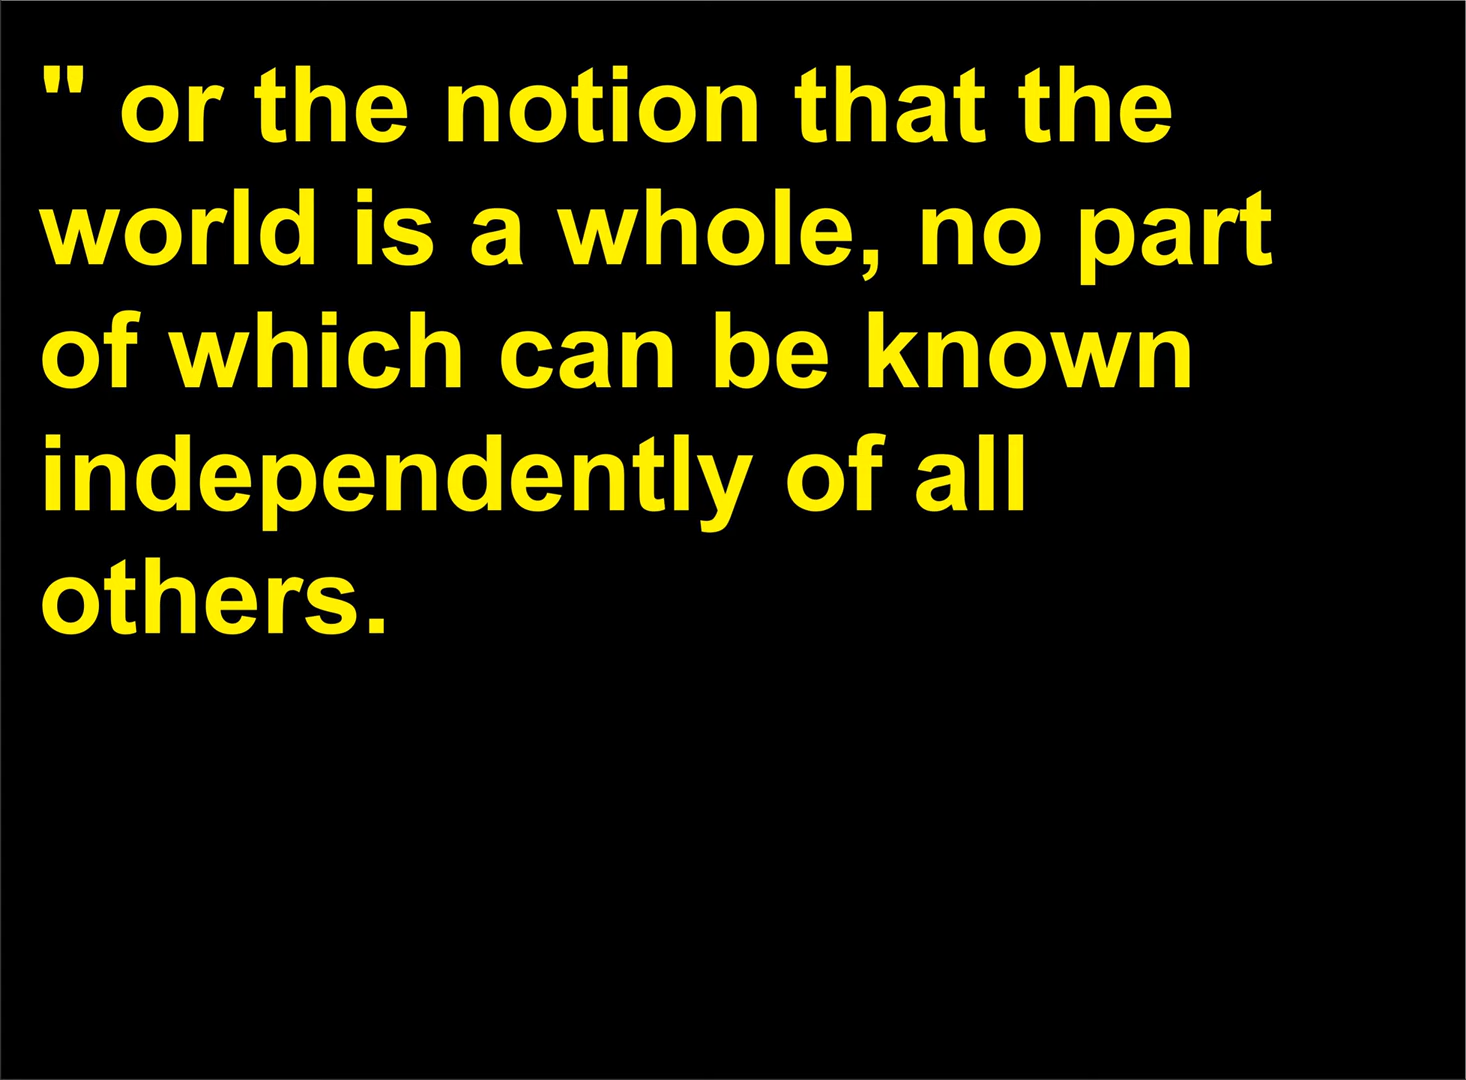 " or the notion that the
world is a whole, no part
of which can be known
independently of all
others.